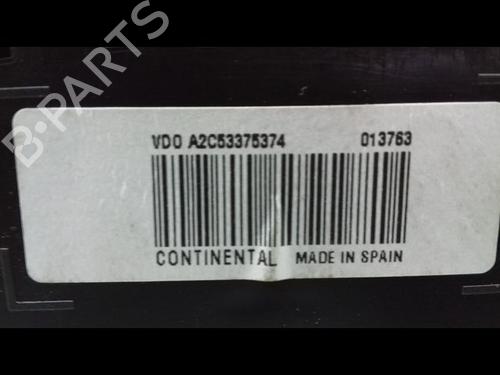 B-PARTS
VDO A2C53375374 013763
CONTINENTAL MADE IN SPAIN